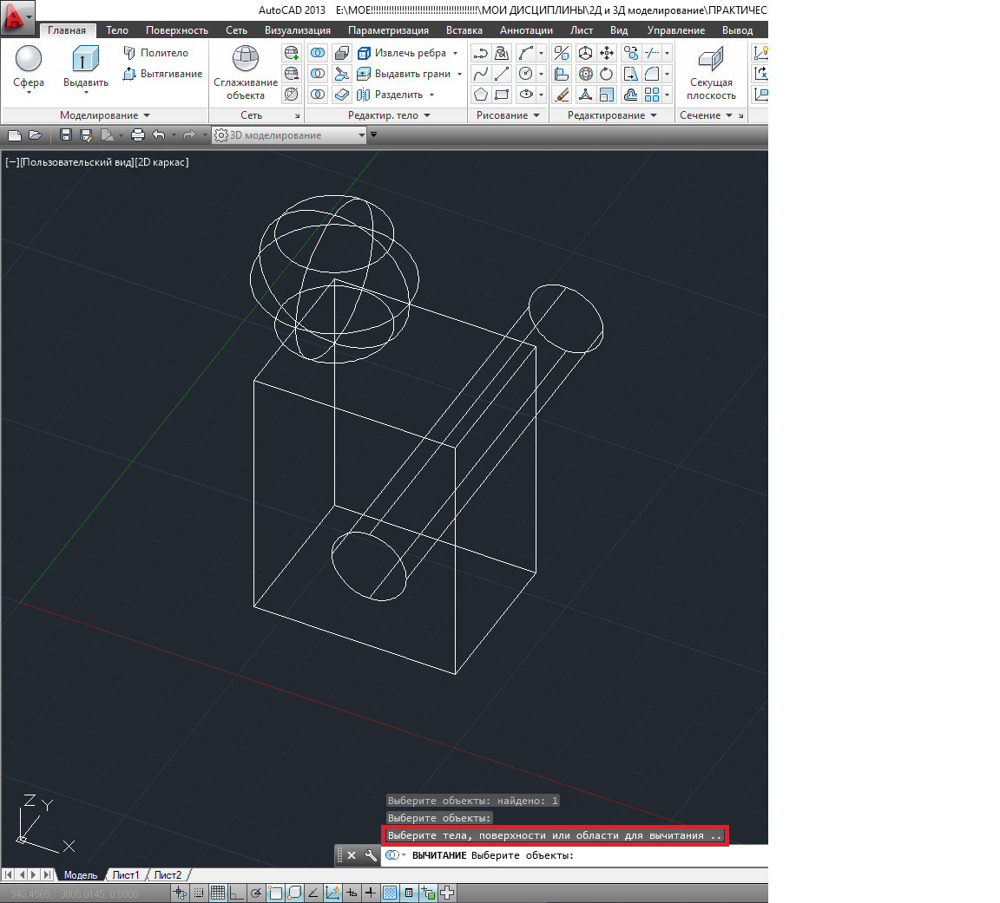 AutoCAD 2013 E:\МОЕ!!!!!!!!!!!!!!!!!!!!!!!!!!!!!!!!!!!!!!!!!\МОИ ДИСЦИПЛИНЫ\2Д и 3Д моделирование\ПРАКТИЧЕС
Главная Тело Поверхность Сеть Визуализация Параметризация Вставка Аннотации Лист Вид Управление Вывод
Сфера
Выдавить
Политело
Вытягивание
Сглаживание
объекта
Извлечь ребра
Выдавить грани
Разделить
Секущая
плоскость
Моделирование Сеть Редактир. тело Рисование Редактирование Сечение
3D моделирование
[−][Пользовательский вид][2D каркас]
Z
Y
X
Выберите объекты: найдено: 1
Выберите объекты:
Выберите тела, поверхности или области для вычитания ..
ВЫЧИТАНИЕ Выберите объекты:
Модель Лист1 Лист2
940.4565, 3005.0145, 0.0000